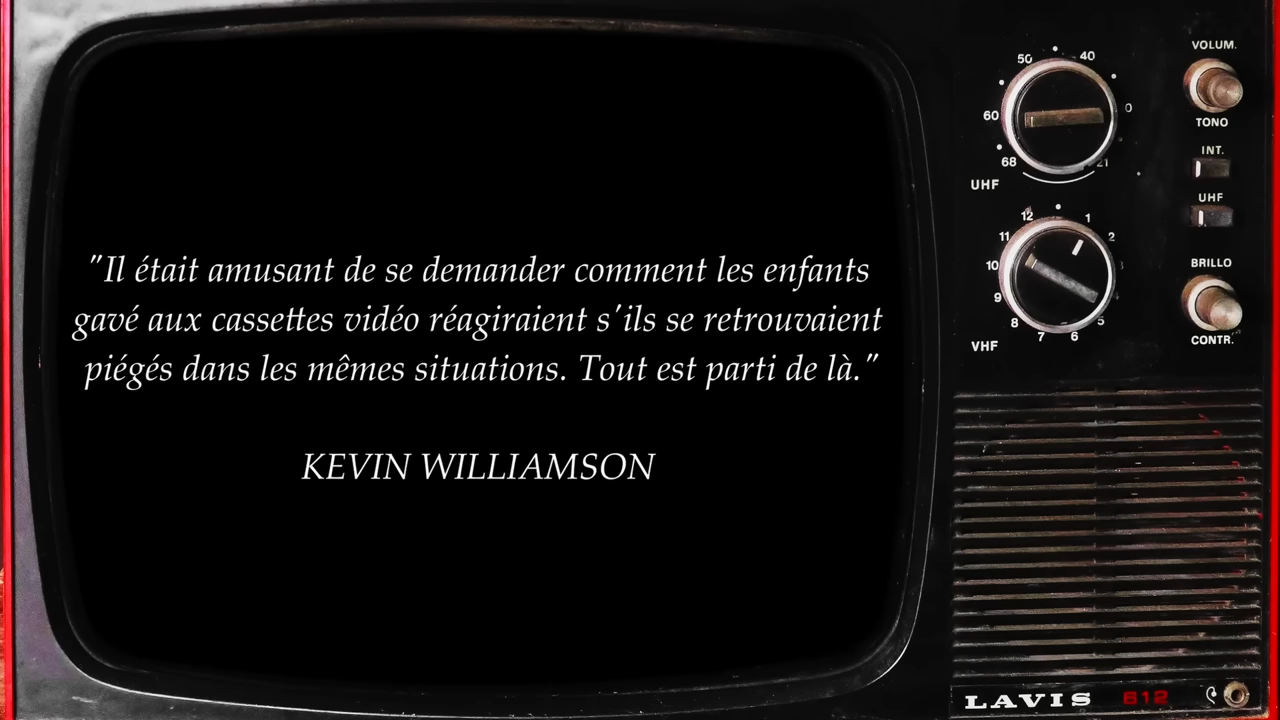 "Il était amusant de se demander comment les enfants
gavé aux cassettes vidéo réagiraient s'ils se retrouvaient
piégés dans les mêmes situations. Tout est parti de là."
KEVIN WILLIAMSON
50 40
60 0
68 21
UHF
12 1
11 2
10 3
9
8 5
7 6
VHF
VOLUM.
TONO
INT.
UHF
BRILLO
CONTR.
LAVIS 612